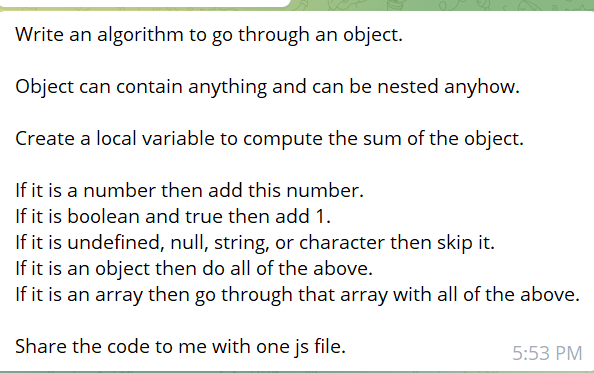 Write an algorithm to go through an object.
Object can contain anything and can be nested anyhow.
Create a local variable to compute the sum of the object.
If it is a number then add this number.
If it is boolean and true then add 1.
If it is undefined, null, string, or character then skip it.
If it is an object then do all of the above.
If it is an array then go through that array with all of the above.
Share the code to me with one js file.
5:53 PM